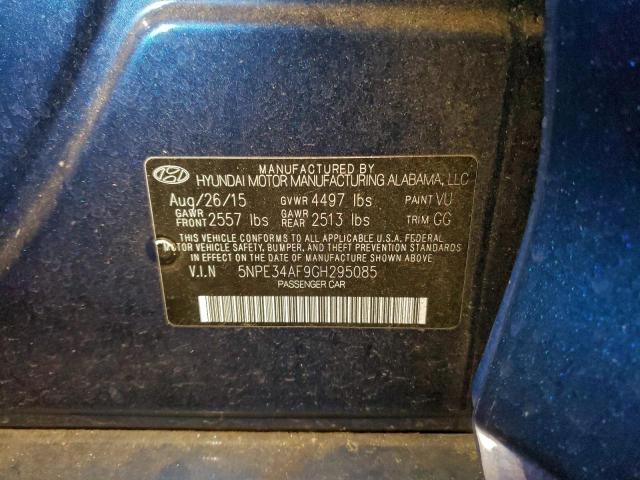 MANUFACTURED BY
HYUNDAI MOTOR MANUFACTURING ALABAMA, LLC
Aug/26/15 GVWR 4497 lbs PAINT VU
GAWR FRONT 2557 lbs GAWR REAR 2513 lbs TRIM GG
THIS VEHICLE CONFORMS TO ALL APPLICABLE U.S.A. FEDERAL
MOTOR VEHICLE SAFETY, BUMPER, AND THEFT PREVENTION STANDARDS
IN EFFECT ON THE DATE OF MANUFACTURE SHOWN ABOVE.
V.I.N 5NPE34AF9GH295085
PASSENGER CAR